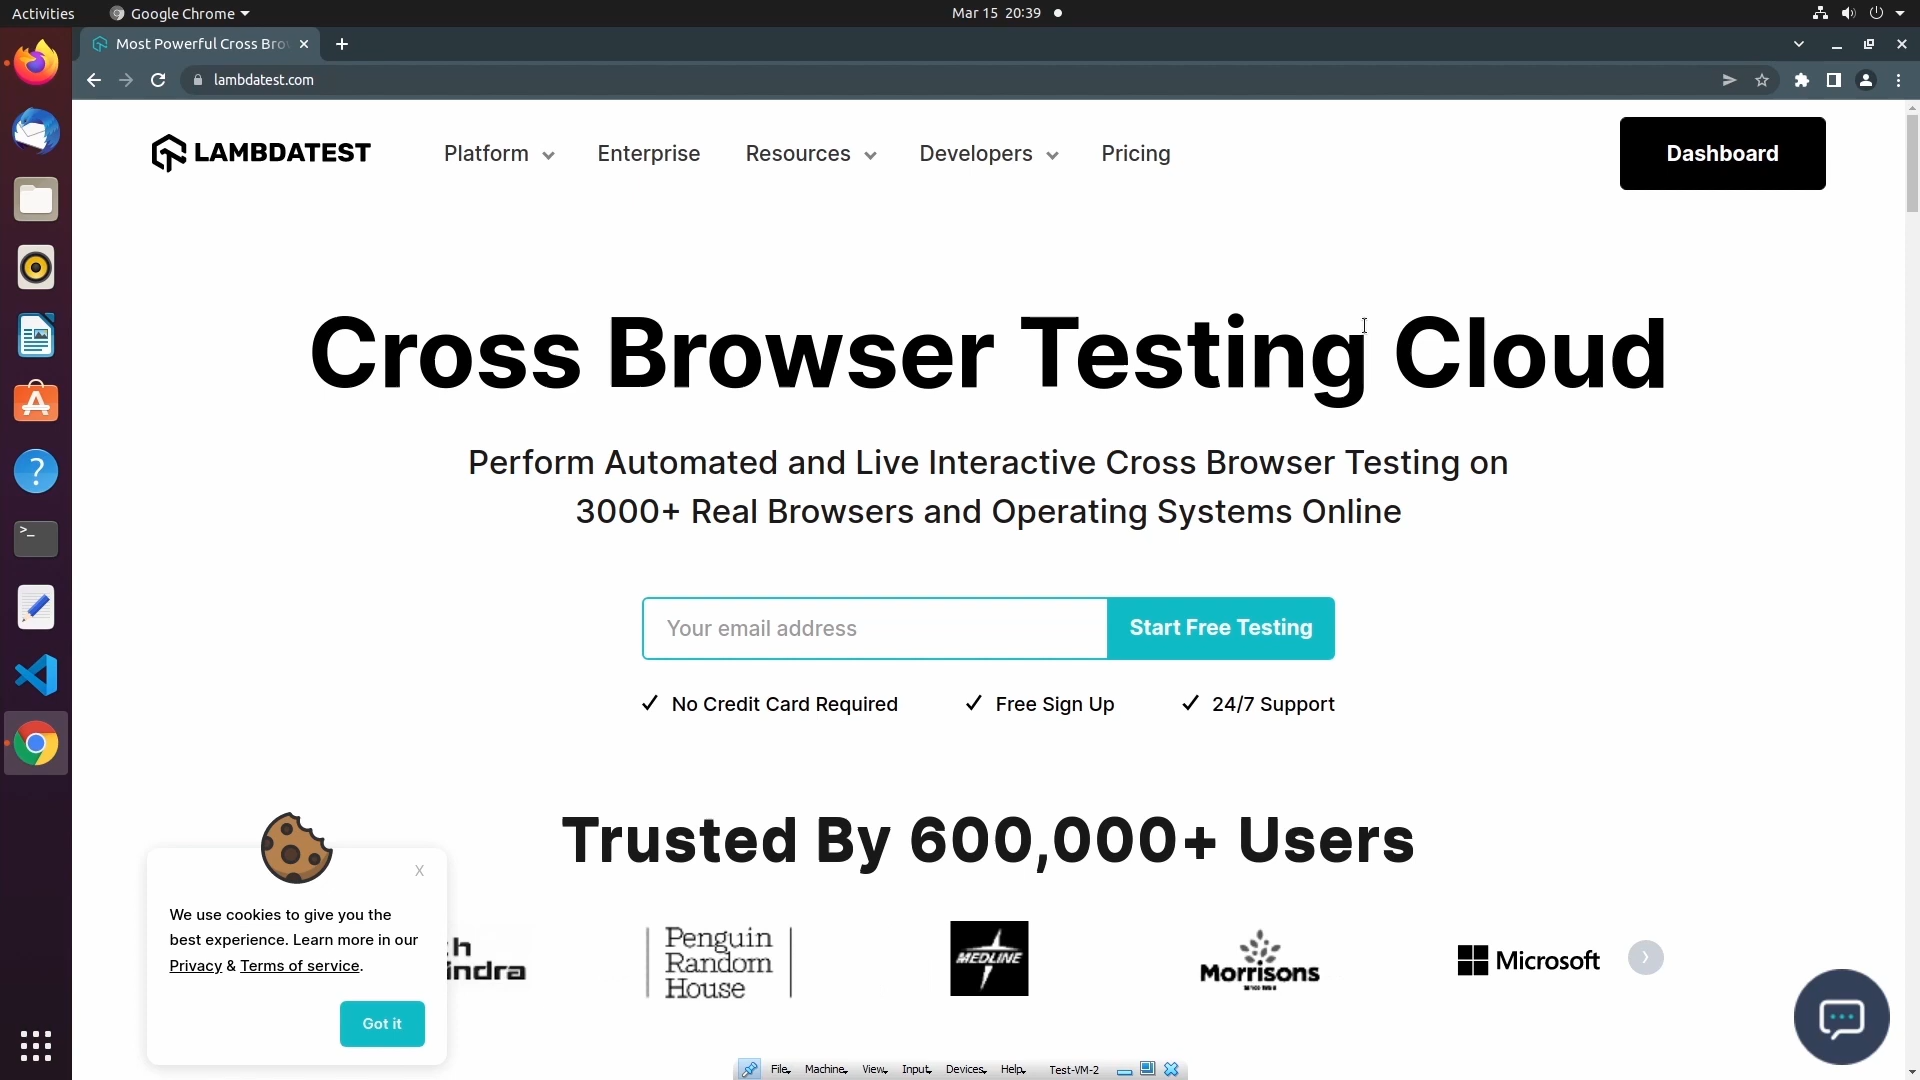 Activities
Google Chrome
Mar 15 20:39
Most Powerful Cross Bro
lambdatest.com
LAMBDATEST
Platform
Enterprise
Resources
Developers
Pricing
Dashboard
Cross Browser Testing Cloud
Perform Automated and Live Interactive Cross Browser Testing on
3000+ Real Browsers and Operating Systems Online
Your email address
Start Free Testing
No Credit Card Required
Free Sign Up
24/7 Support
Trusted By 600,000+ Users
X
We use cookies to give you the
best experience. Learn more in our
Privacy & Terms of service.
Got it
h
indra
Penguin
Random
House
MEDLINE
Morrisons
Microsoft
File
Machine
View
Input
Devices
Help
Test-VM-2